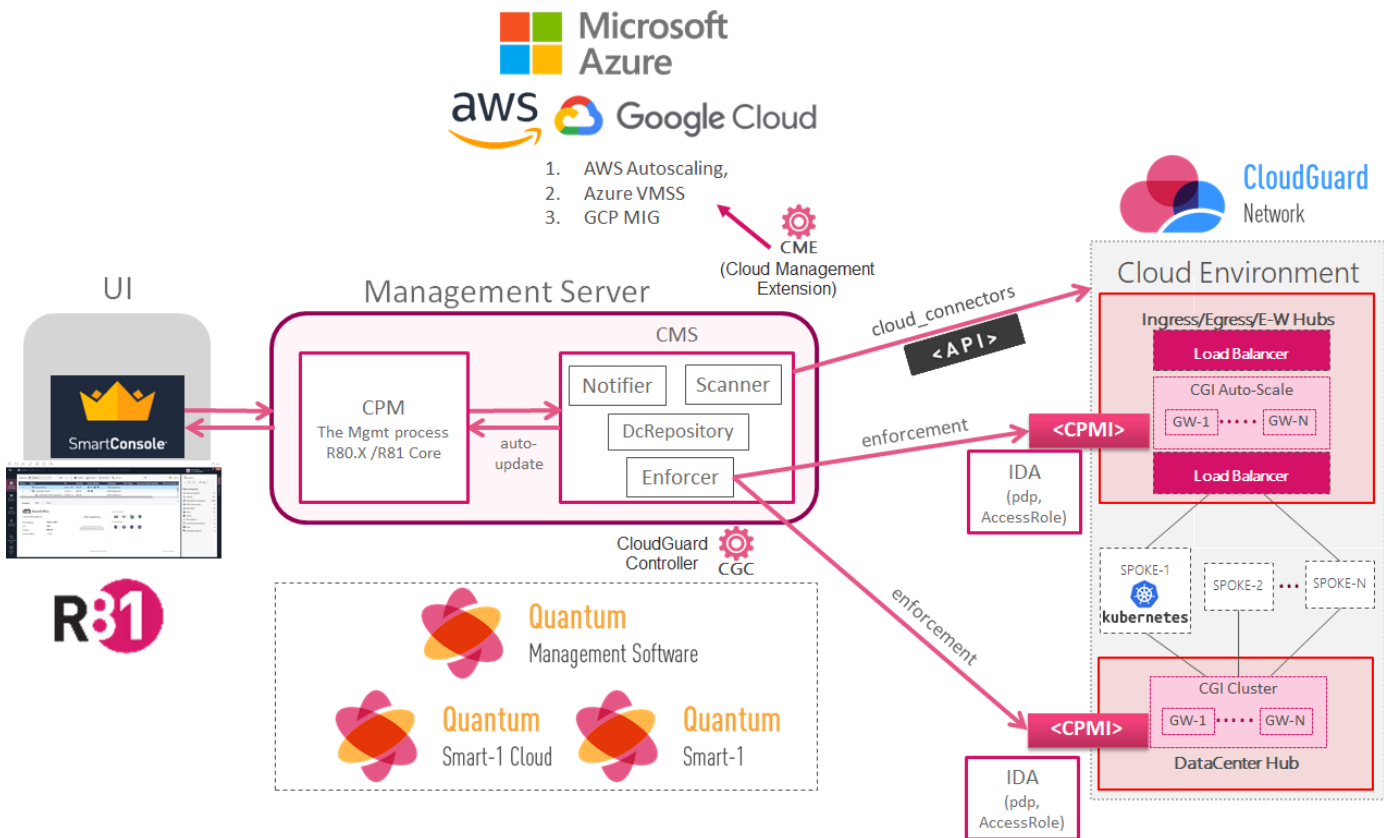 Microsoft
Azure
aws
Google Cloud
1. AWS Autoscaling,
2. Azure VMSS
3. GCP MIG
CME
(Cloud Management
Extension)
CloudGuard
Network
UI
Management Server
Cloud Environment
CMS
cloud_connectors
<API>
Ingress/Egress/E-W Hubs
Load Balancer
CGI Auto-Scale
GW-1
GW-N
Load Balancer
Notifier
Scanner
CPM
The Mgmt process
R80.X /R81 Core
auto-
update
DcRepository
Enforcer
SmartConsole
enforcement
<CPMI>
IDA
(pdp,
AccessRole)
CloudGuard
Controller
CGC
SPOKE-1
kubernetes
SPOKE-2
SPOKE-N
R81
enforcement
Quantum
Management Software
Quantum
Smart-1 Cloud
Quantum
Smart-1
CGI Cluster
GW-1
GW-N
<CPMI>
DataCenter Hub
IDA
(pdp,
AccessRole)